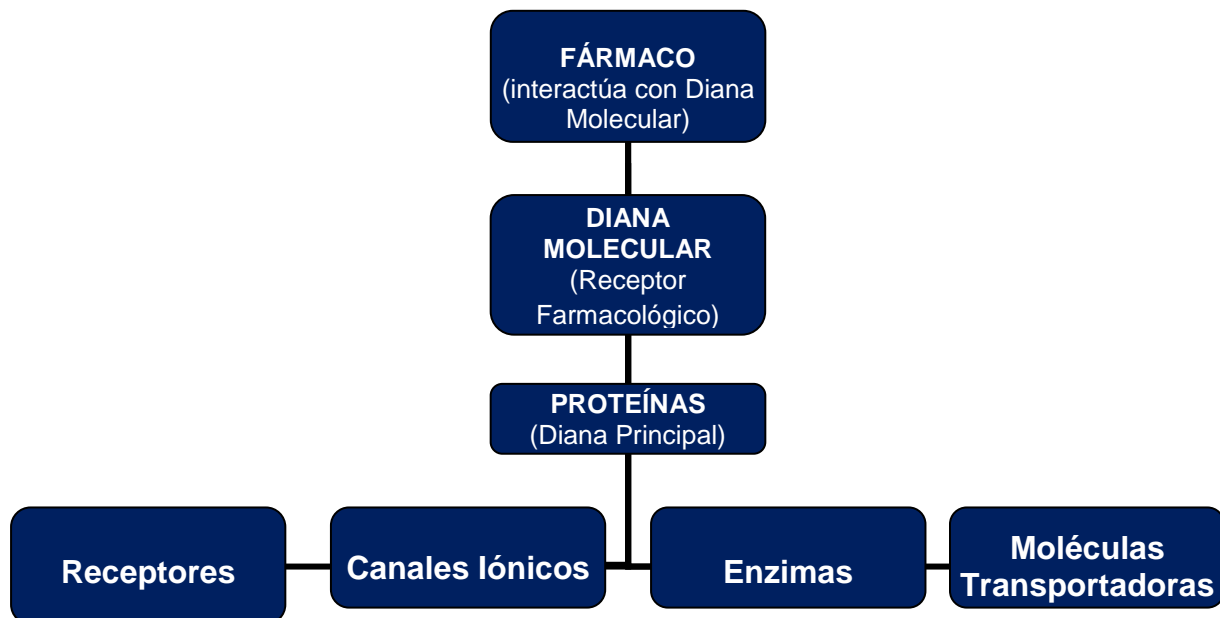 FÁRMACO
(interactúa con Diana
Molecular)
DIANA
MOLECULAR
(Receptor
Farmacológico)
PROTEÍNAS
(Diana Principal)
Receptores
Canales Iónicos
Enzimas
Moléculas
Transportadoras